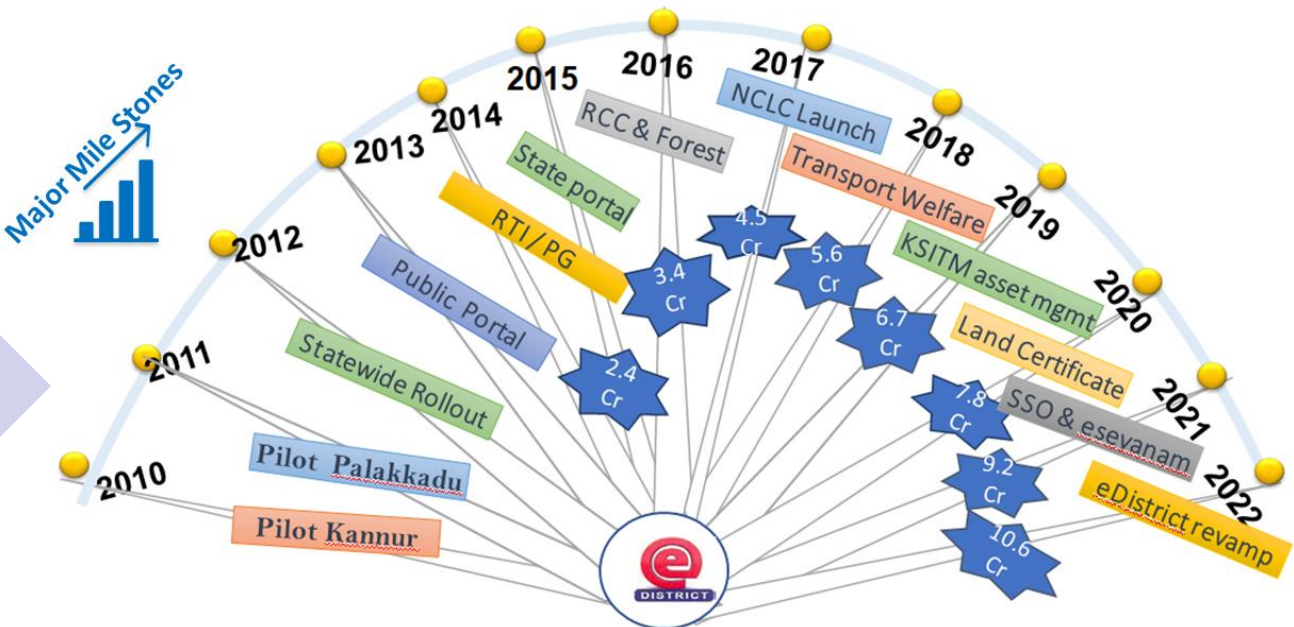 Major Mile Stones
2010
2011
2012
2013
2014
2015
2016
2017
2018
2019
2020
2021
2022
Pilot Kannur
Pilot Palakkadu
Statewide Rollout
Public Portal
RTI / PG
State portal
RCC & Forest
NCLC Launch
Transport Welfare
KSITM asset mgmt
Land Certificate
SSO & esevanam
eDistrict revamp
2.4
Cr
3.4
Cr
4.5
Cr
5.6
Cr
6.7
Cr
7.8
Cr
9.2
Cr
10.6
Cr
e
DISTRICT